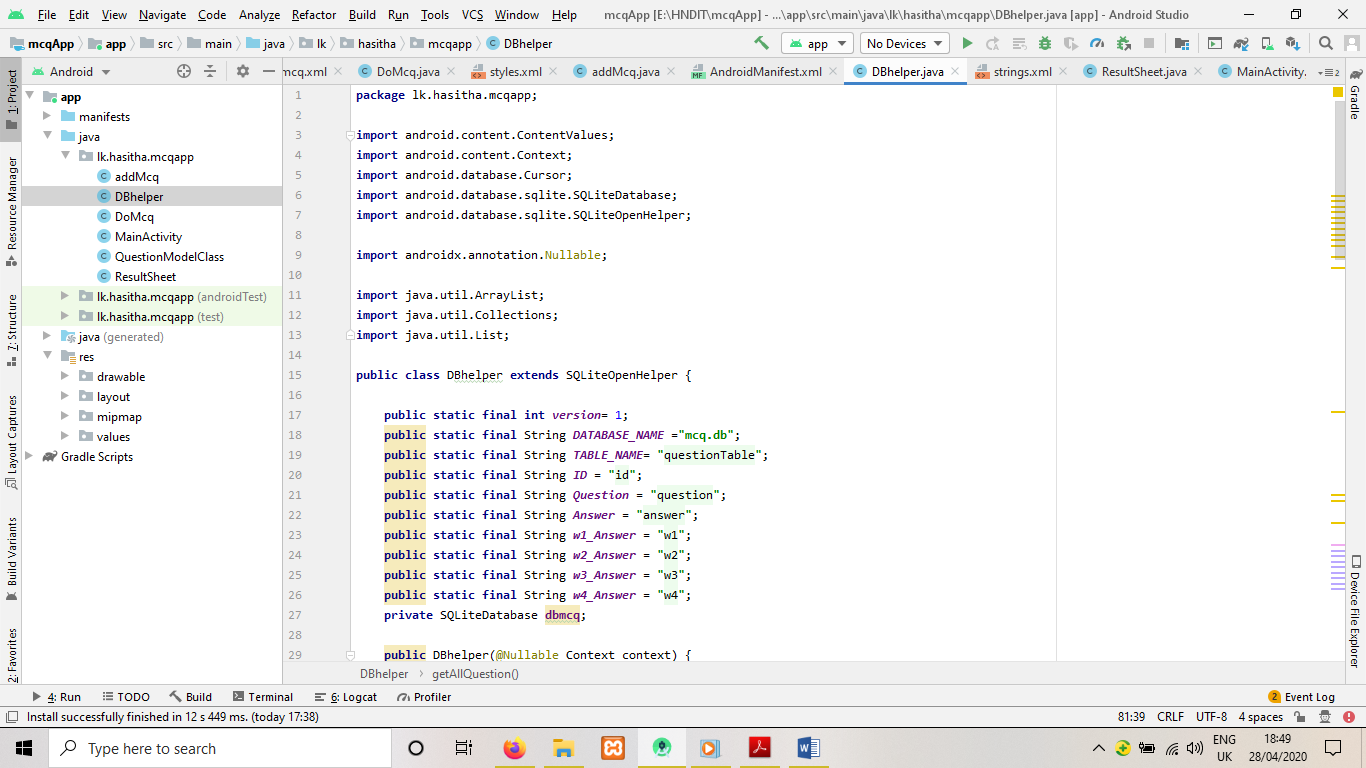 File Edit View Navigate Code Analyze Refactor Build Run Tools VCS Window Help mcqApp [E:\HNDIT\mcqApp] - ...\app\src\main\java\lk\hasitha\mcqapp\DBhelper.java [app] - Android Studio
mcqApp app src main java lk hasitha mcqapp DBhelper app No Devices
Android
mcq.xml DoMcq.java styles.xml addMcq.java AndroidManifest.xml DBhelper.java strings.xml ResultSheet.java MainActivity.
1: Project
Resource Manager
7: Structure
Layout Captures
Build Variants
2: Favorites
app
manifests
java
lk.hasitha.mcqapp
addMcq
DBhelper
DoMcq
MainActivity
QuestionModelClass
ResultSheet
lk.hasitha.mcqapp (androidTest)
lk.hasitha.mcqapp (test)
java (generated)
res
drawable
layout
mipmap
values
Gradle Scripts
1 package lk.hasitha.mcqapp;
2
3 import android.content.ContentValues;
4 import android.content.Context;
5 import android.database.Cursor;
6 import android.database.sqlite.SQLiteDatabase;
7 import android.database.sqlite.SQLiteOpenHelper;
8
9 import androidx.annotation.Nullable;
10
11 import java.util.ArrayList;
12 import java.util.Collections;
13 import java.util.List;
14
15 public class DBhelper extends SQLiteOpenHelper {
16
17 public static final int version= 1;
18 public static final String DATABASE_NAME ="mcq.db";
19 public static final String TABLE_NAME= "questionTable";
20 public static final String ID = "id";
21 public static final String Question = "question";
22 public static final String Answer = "answer";
23 public static final String w1_Answer = "w1";
24 public static final String w2_Answer = "w2";
25 public static final String w3_Answer = "w3";
26 public static final String w4_Answer = "w4";
27 private SQLiteDatabase dbmcq;
28
29 public DBhelper(@Nullable Context context) {
DBhelper › getAllQuestion()
Gradle
Device File Explorer
4: Run TODO Build Terminal 6: Logcat Profiler 2 Event Log
Install successfully finished in 12 s 449 ms. (today 17:38) 81:39 CRLF UTF-8 4 spaces
Type here to search
ENG
UK
18:49
28/04/2020